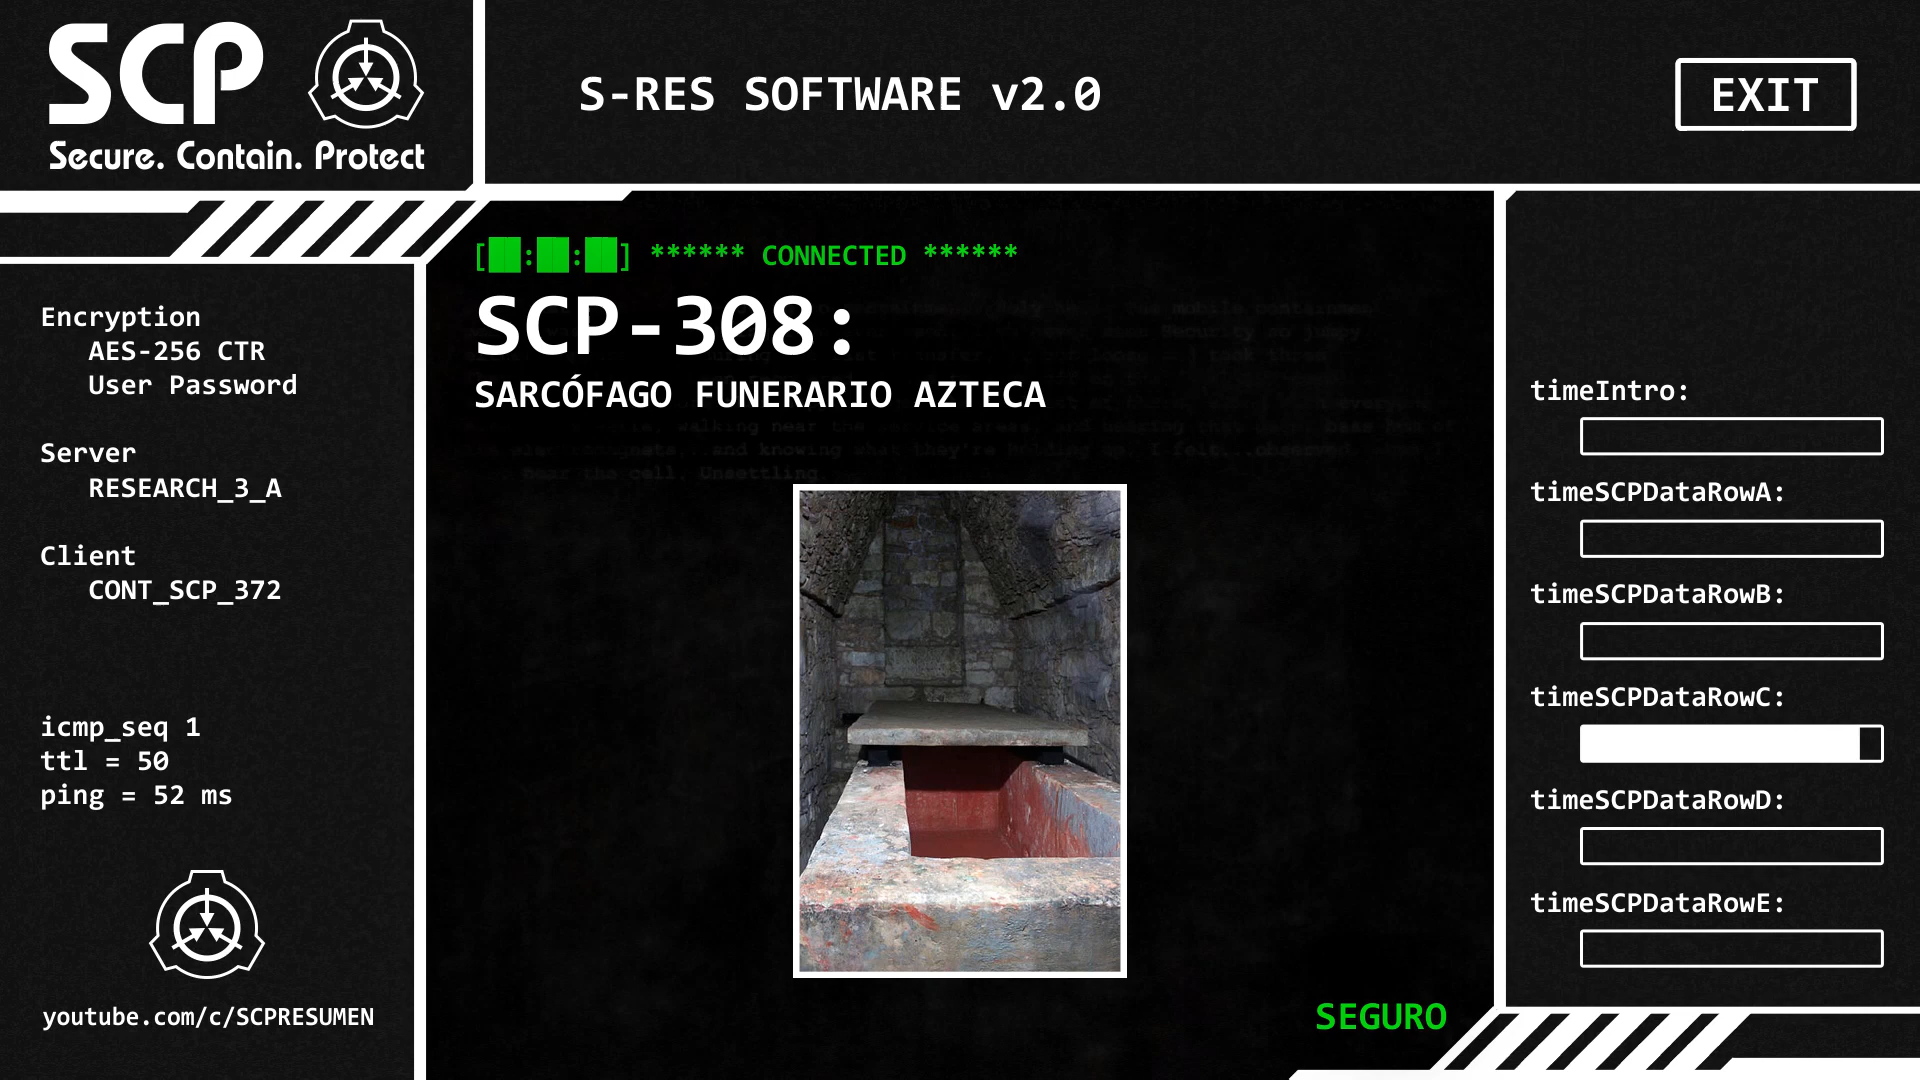 SCP
Secure. Contain. Protect
S-RES SOFTWARE v2.0
EXIT
[██:██:██] ****** CONNECTED ******
SCP-308:
SARCÓFAGO FUNERARIO AZTECA
Encryption
AES-256 CTR
User Password
Server
RESEARCH_3_A
Client
CONT_SCP_372
icmp_seq 1
ttl = 50
ping = 52 ms
youtube.com/c/SCPRESUMEN
timeIntro:
timeSCPDataRowA:
timeSCPDataRowB:
timeSCPDataRowC:
timeSCPDataRowD:
timeSCPDataRowE:
SEGURO